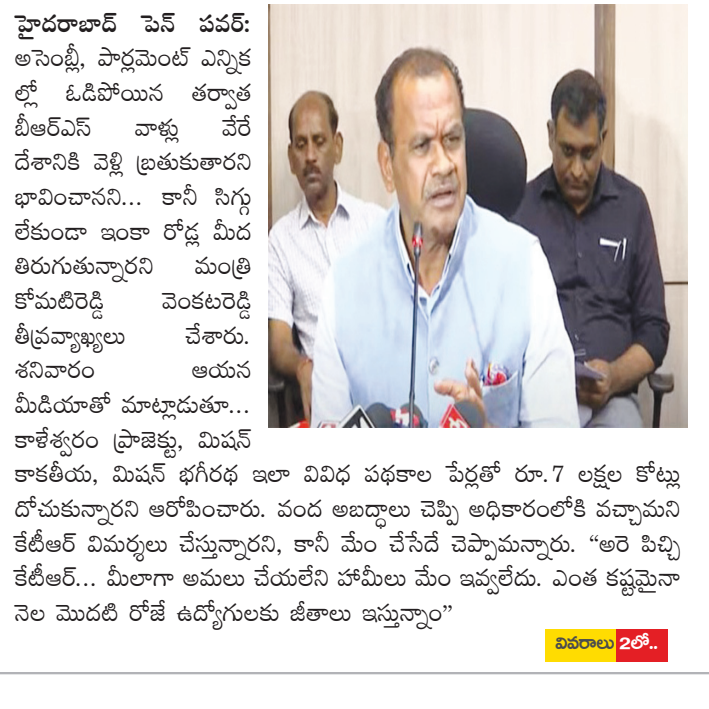 హైదరాబాద్ పెన్ పవర్:
అసెంబ్లీ, పార్లమెంట్ ఎన్నిక
ల్లో ఓడిపోయిన తర్వాత
బీఆర్ఎస్ వాళ్లు వేరే
దేశానికి వెళ్లి బ్రతుకుతారని
భావించానని... కానీ సిగ్గు
లేకుండా ఇంకా రోడ్ల మీద
తిరుగుతున్నారని మంత్రి
కోమటిరెడ్డి వెంకటరెడ్డి
తీవ్రవ్యాఖ్యలు చేశారు.
శనివారం ఆయన
మీడియాతో మాట్లాడుతూ...
కాళేశ్వరం ప్రాజెక్టు, మిషన్
కాకతీయ, మిషన్ భగీరథ ఇలా వివిధ పథకాల పేర్లతో రూ.7 లక్షల కోట్లు
దోచుకున్నారని ఆరోపించారు. వంద అబద్ధాలు చెప్పి అధికారంలోకి వచ్చామని
కేటీఆర్ విమర్శలు చేస్తున్నారని, కానీ మేం చేసేదే చెప్పామన్నారు. “అరె పిచ్చి
కేటీఆర్... మీలాగా అమలు చేయలేని హామీలు మేం ఇవ్వలేదు. ఎంత కష్టమైనా
నెల మొదటి రోజే ఉద్యోగులకు జీతాలు ఇస్తున్నాం”
వివరాలు 2లో..